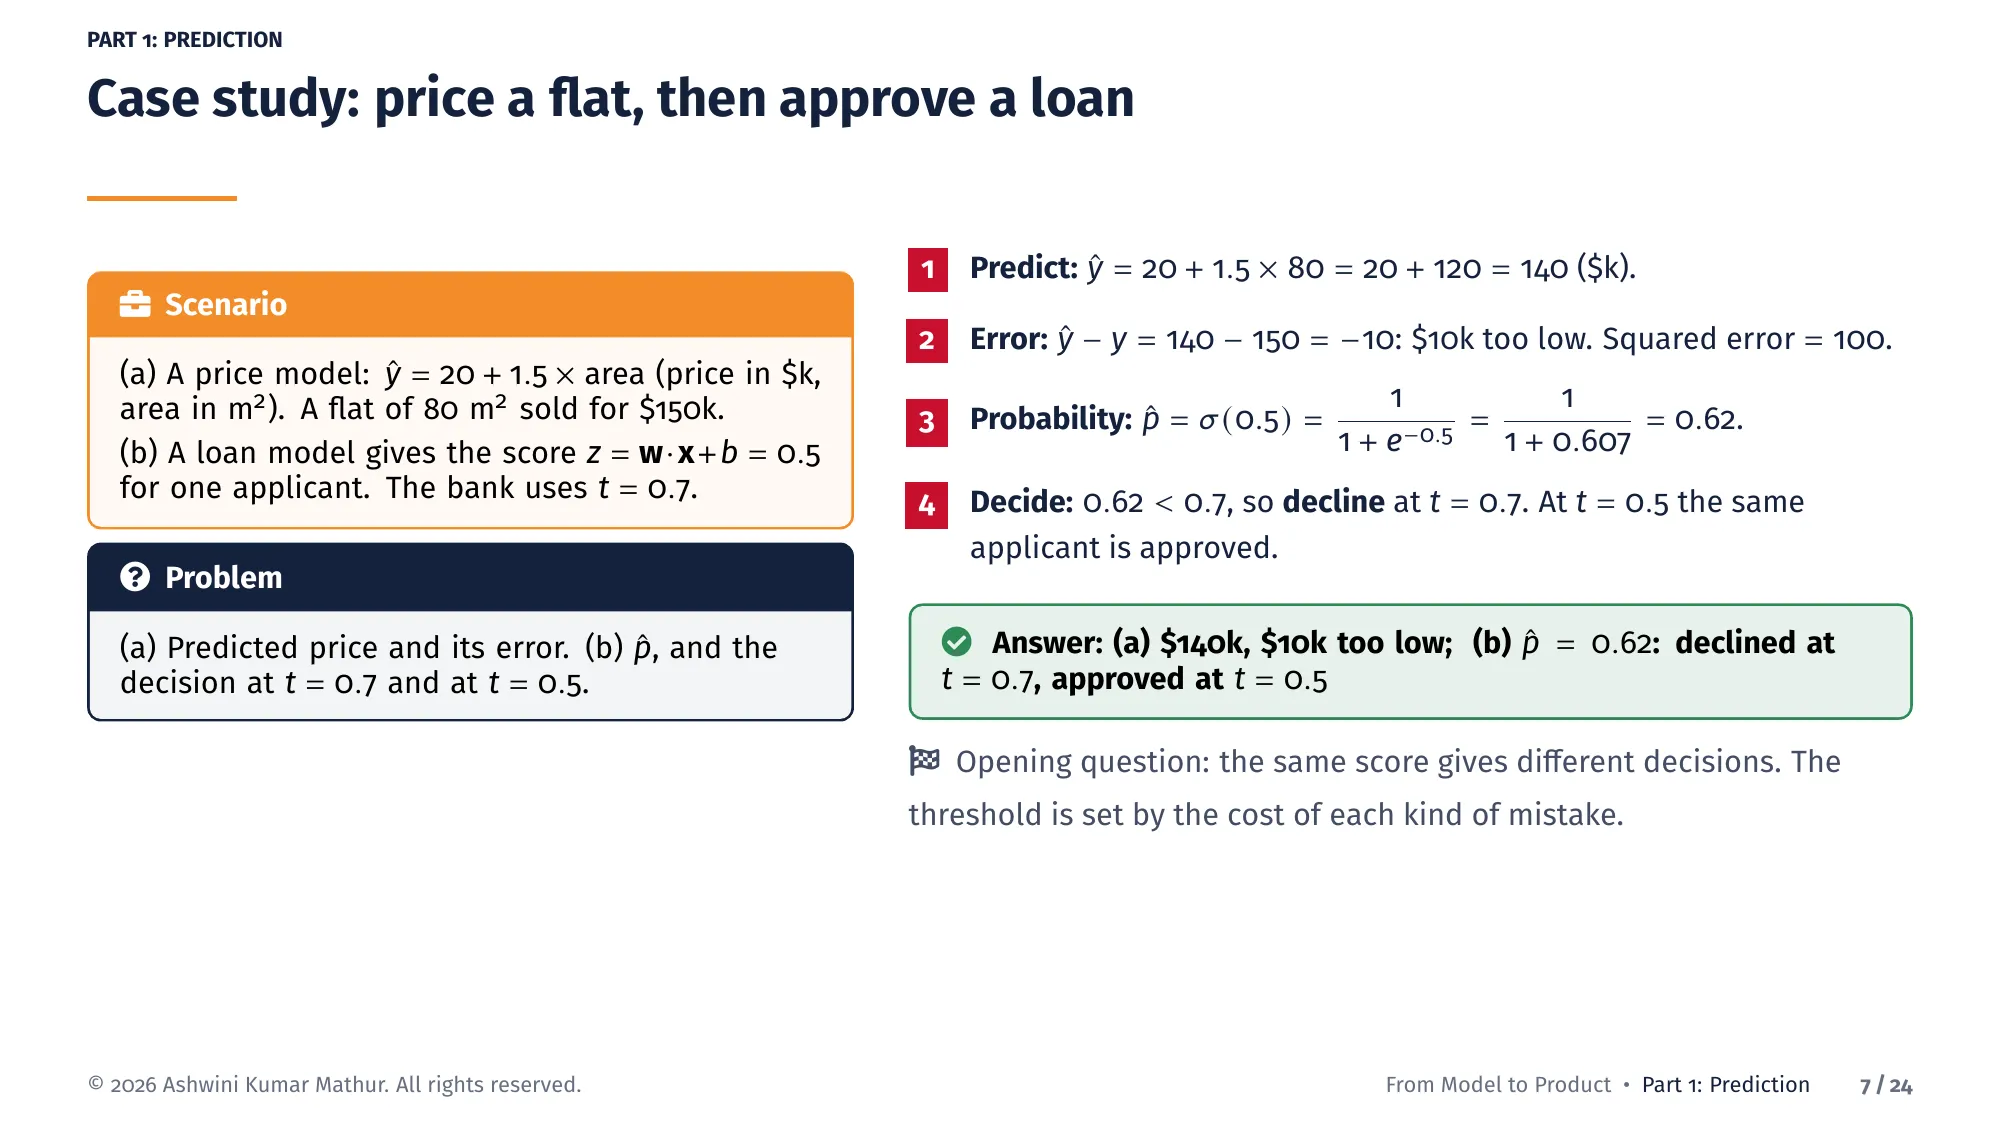 PART 1: PREDICTION
Case study: price a flat, then approve a loan
Scenario
(a) A price model: ŷ = 20 + 1.5 × area (price in $k,
area in m²). A flat of 80 m² sold for $150k.
(b) A loan model gives the score z = w·x+b = 0.5
for one applicant. The bank uses t = 0.7.
Problem
(a) Predicted price and its error. (b) p̂, and the
decision at t = 0.7 and at t = 0.5.
1 Predict: ŷ = 20 + 1.5 × 80 = 20 + 120 = 140 ($k).
2 Error: ŷ − y = 140 − 150 = −10: $10k too low. Squared error = 100.
3 Probability: p̂ = σ(0.5) = 1 / (1 + e^−0.5) = 1 / (1 + 0.607) = 0.62.
4 Decide: 0.62 < 0.7, so decline at t = 0.7. At t = 0.5 the same
applicant is approved.
Answer: (a) $140k, $10k too low; (b) p̂ = 0.62: declined at
t = 0.7, approved at t = 0.5
Opening question: the same score gives different decisions. The
threshold is set by the cost of each kind of mistake.
© 2026 Ashwini Kumar Mathur. All rights reserved.
From Model to Product • Part 1: Prediction 7 / 24